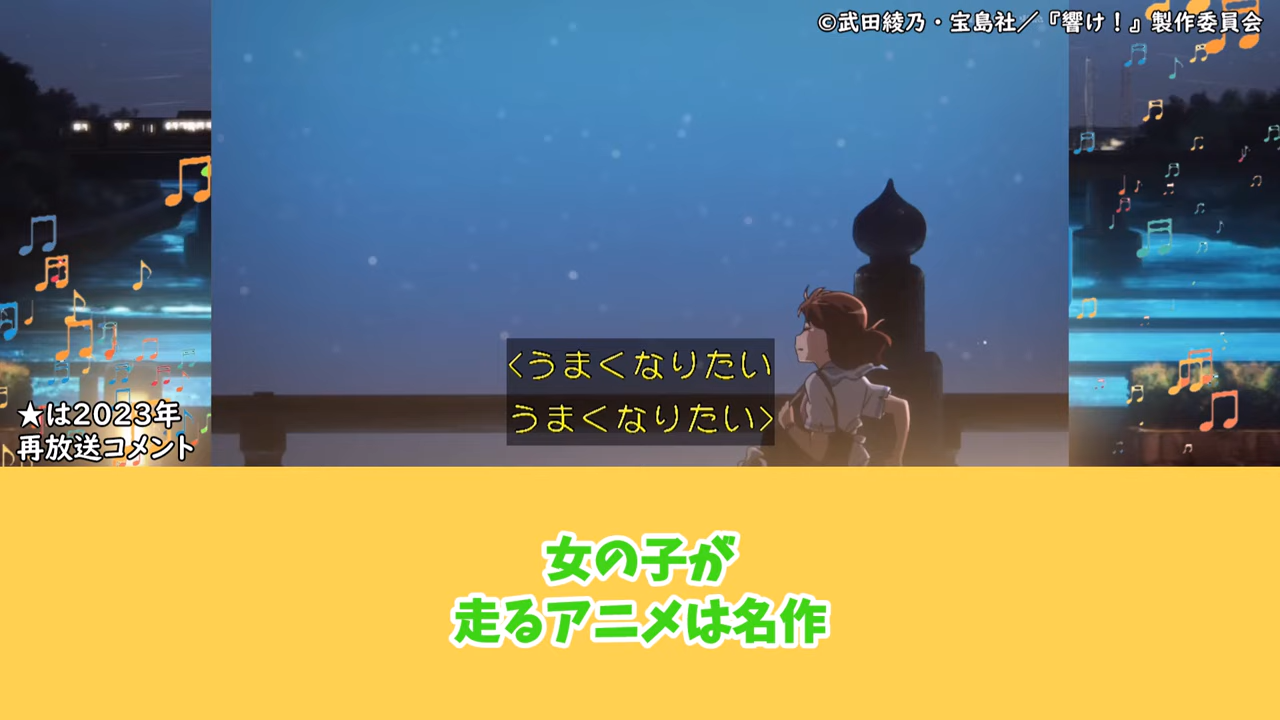 ©武田綾乃・宝島社／『響け！』製作委員会
<うまくなりたい
うまくなりたい>
★は2023年
再放送コメント
女の子が
走るアニメは名作